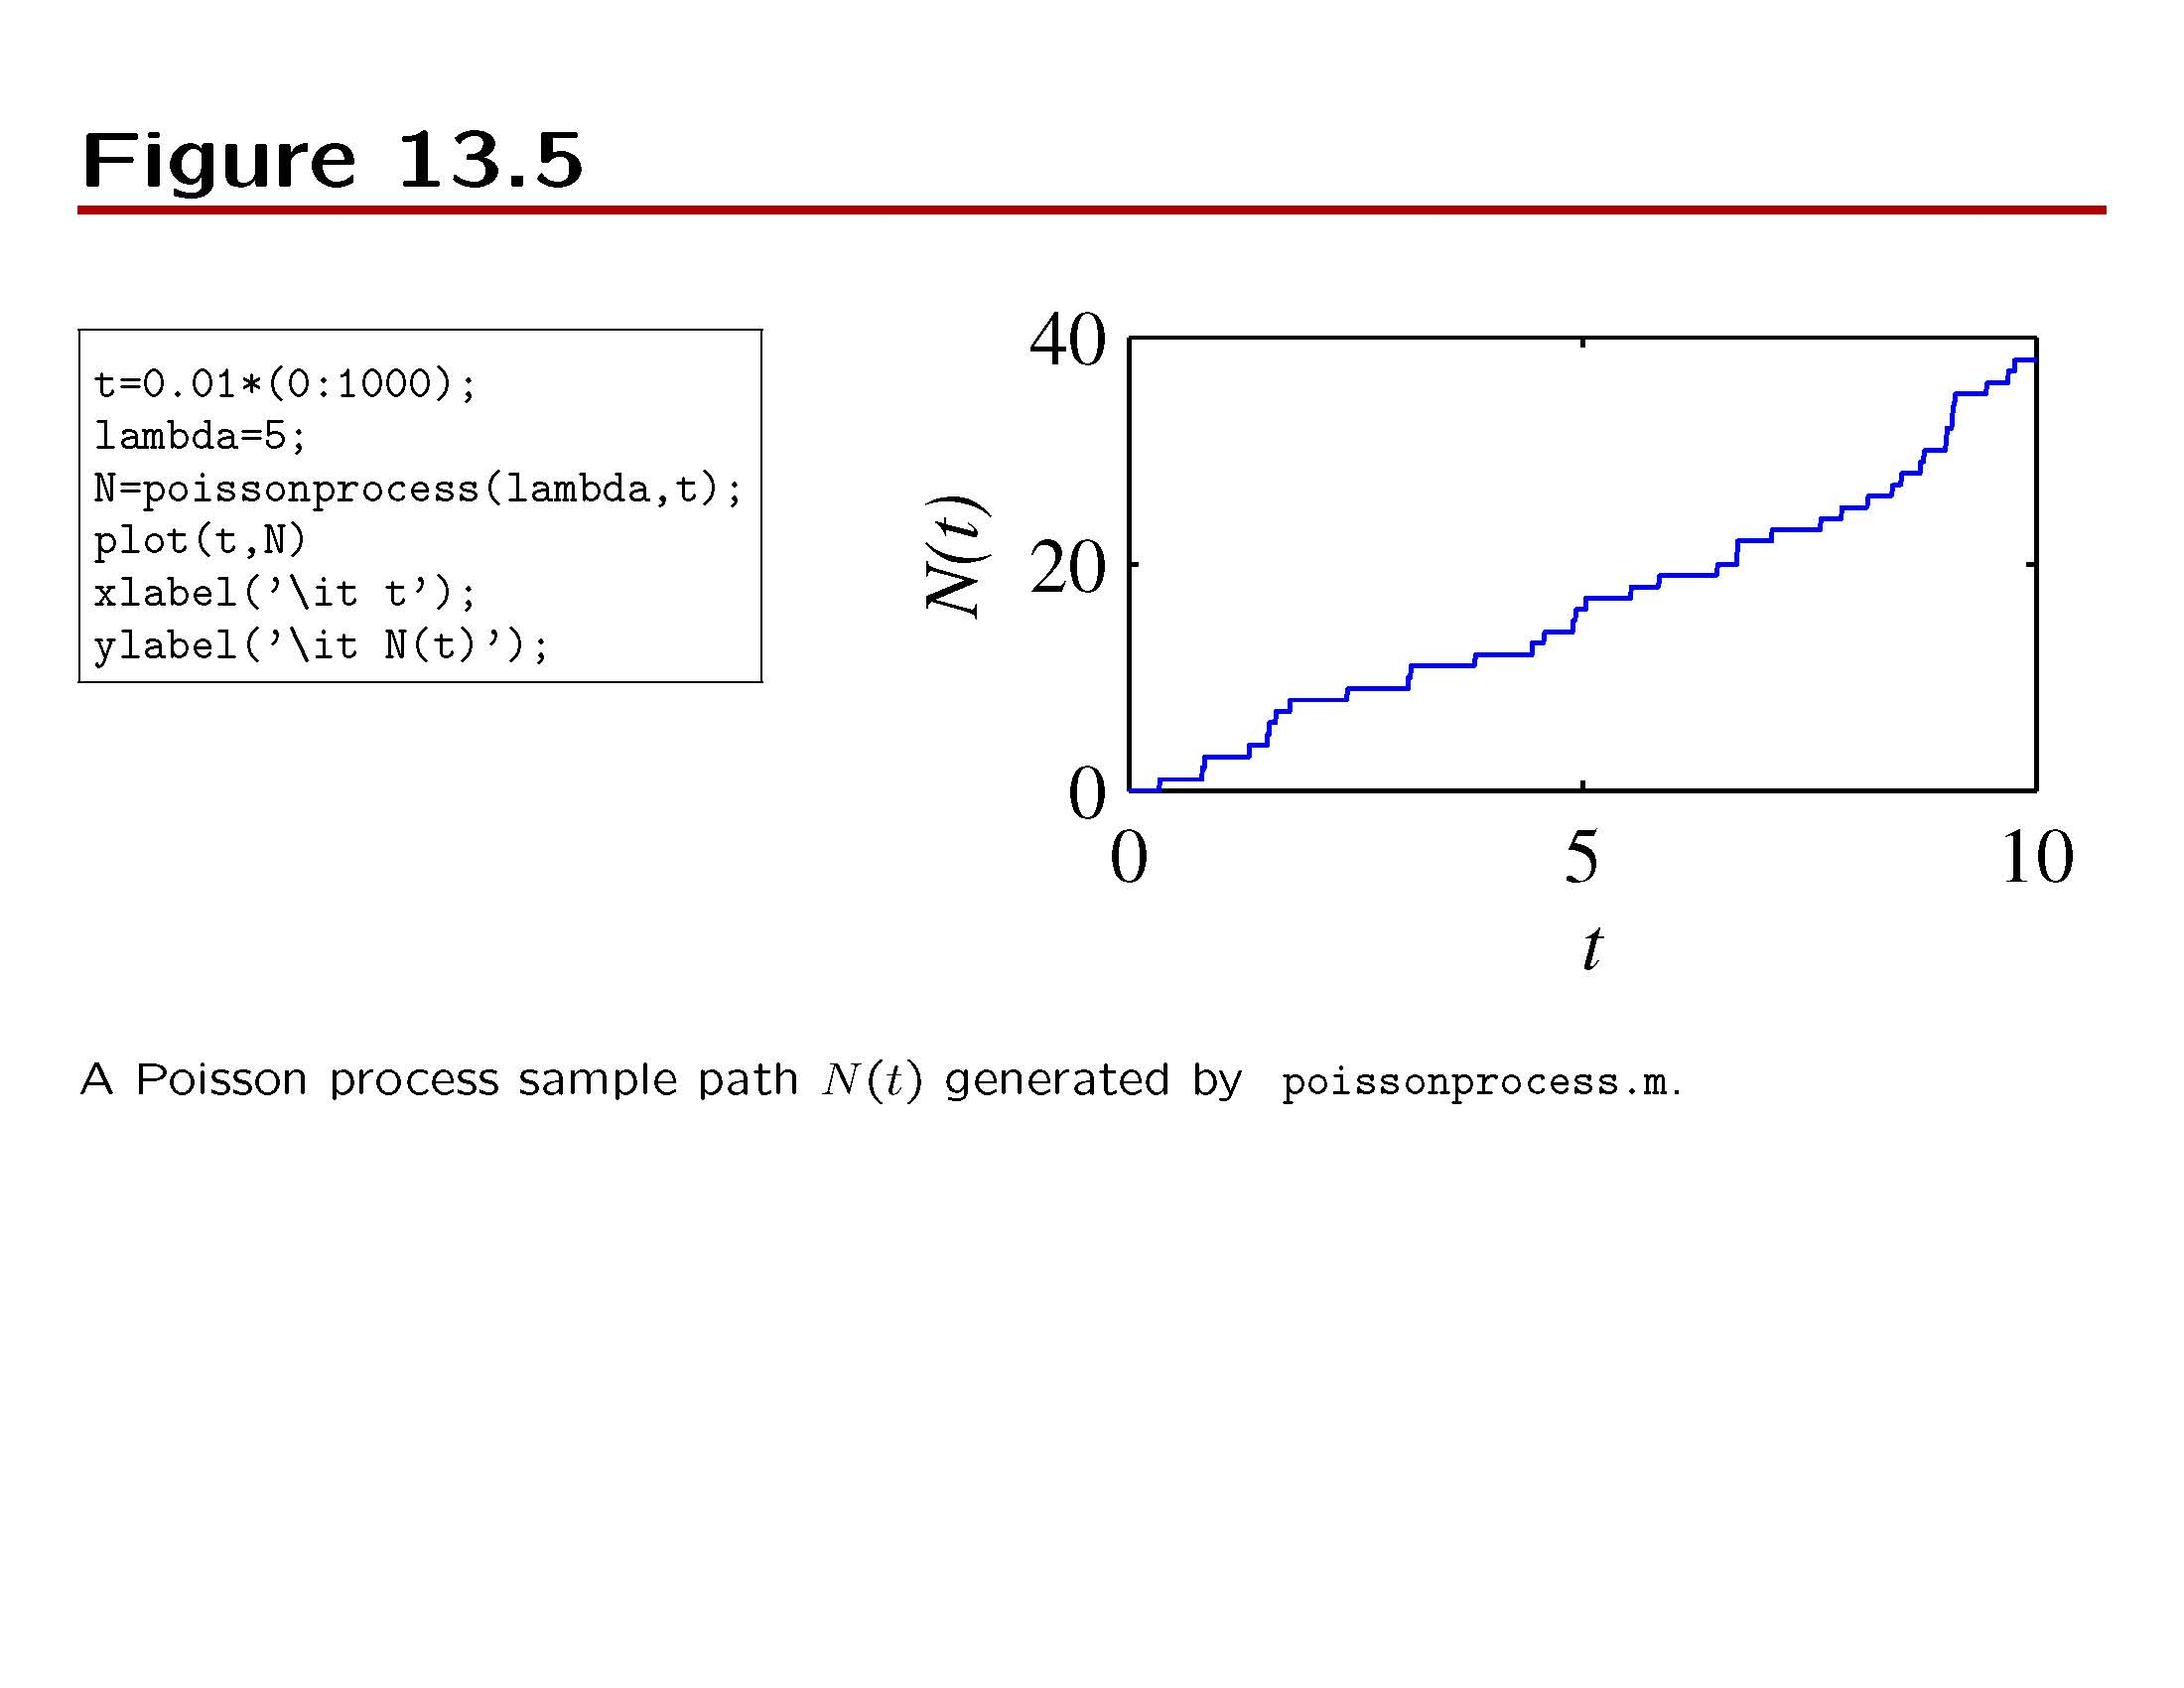 Figure 13.5
t=0.01*(0:1000);
lambda=5;
N=poissonprocess(lambda,t);
plot(t,N)
xlabel('\it t');
ylabel('\it N(t)');
40
20
0
N(t)
0 5 10
t
A Poisson process sample path N(t) generated by poissonprocess.m.